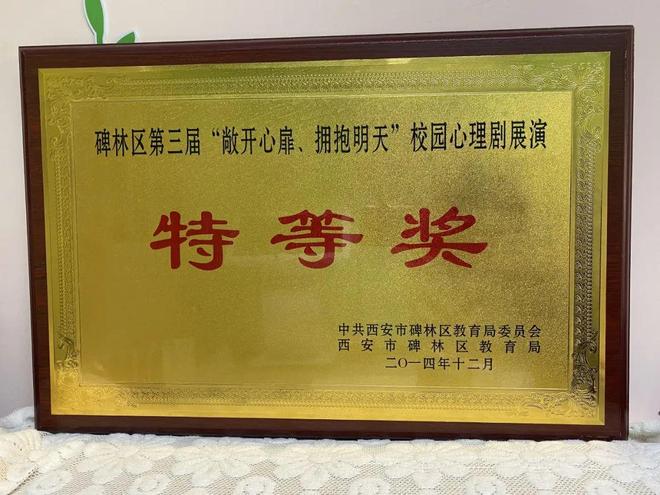 碑林区第三届“敞开心扉、拥抱明天”校园心理剧展演
特等奖
中共西安市碑林区教育局委员会
西安市碑林区教育局
二〇一四年十二月